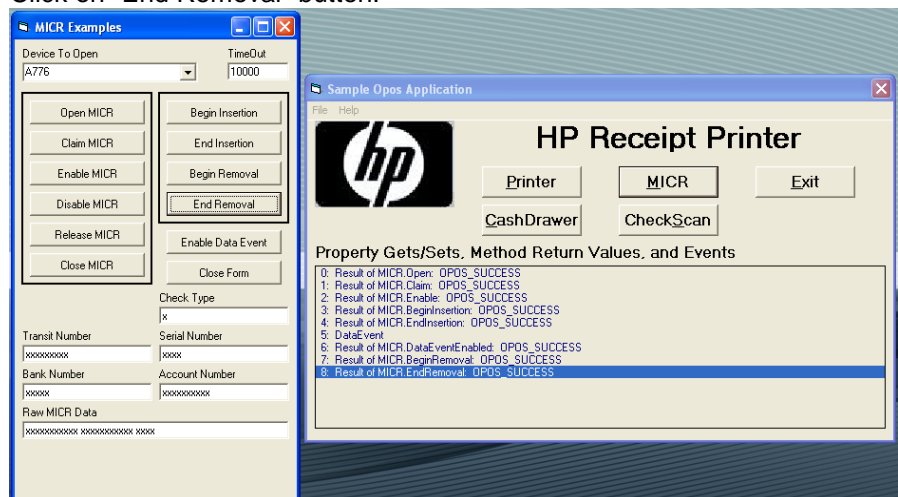 Click on "End Removal" button.
MICR Examples
Device To Open TimeOut
A776 10000
Open MICR Begin Insertion
Claim MICR End Insertion
Enable MICR Begin Removal
Disable MICR End Removal
Release MICR Enable Data Event
Close MICR Close Form
Check Type
x
Transit Number Serial Number
xxxxxxxxx xxxx
Bank Number Account Number
xxxxx xxxxxxxxxx
Raw MICR Data
xxxxxxxxxxx xxxxxxxxxxx xxxx
Sample Opos Application
File Help
hp
HP Receipt Printer
Printer MICR Exit
CashDrawer CheckScan
Property Gets/Sets, Method Return Values, and Events
0: Result of MICR.Open: OPOS_SUCCESS
1: Result of MICR.Claim: OPOS_SUCCESS
2: Result of MICR.Enable: OPOS_SUCCESS
3: Result of MICR.BeginInsertion: OPOS_SUCCESS
4: Result of MICR.EndInsertion: OPOS_SUCCESS
5: DataEvent
6: Result of MICR.DataEventEnabled: OPOS_SUCCESS
7: Result of MICR.BeginRemoval: OPOS_SUCCESS
8: Result of MICR.EndRemoval: OPOS_SUCCESS